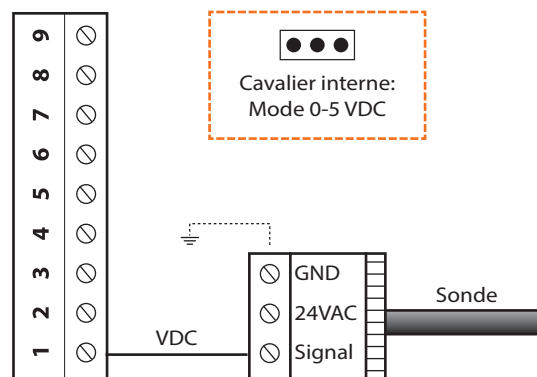 9
8
7
6
5
4
3
2
1
Cavalier interne:
Mode 0-5 VDC
VDC
GND
24VAC
Signal
Sonde